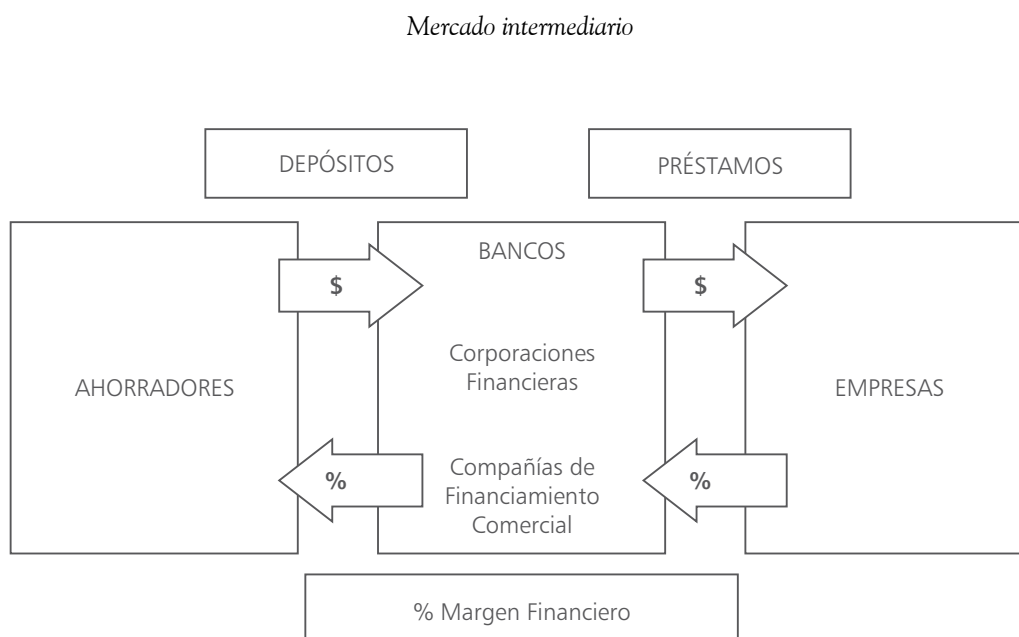 Mercado intermediario
DEPÓSITOS
PRÉSTAMOS
AHORRADORES
$
%
BANCOS
Corporaciones
Financieras
Compañías de
Financiamiento
Comercial
$
%
EMPRESAS
% Margen Financiero